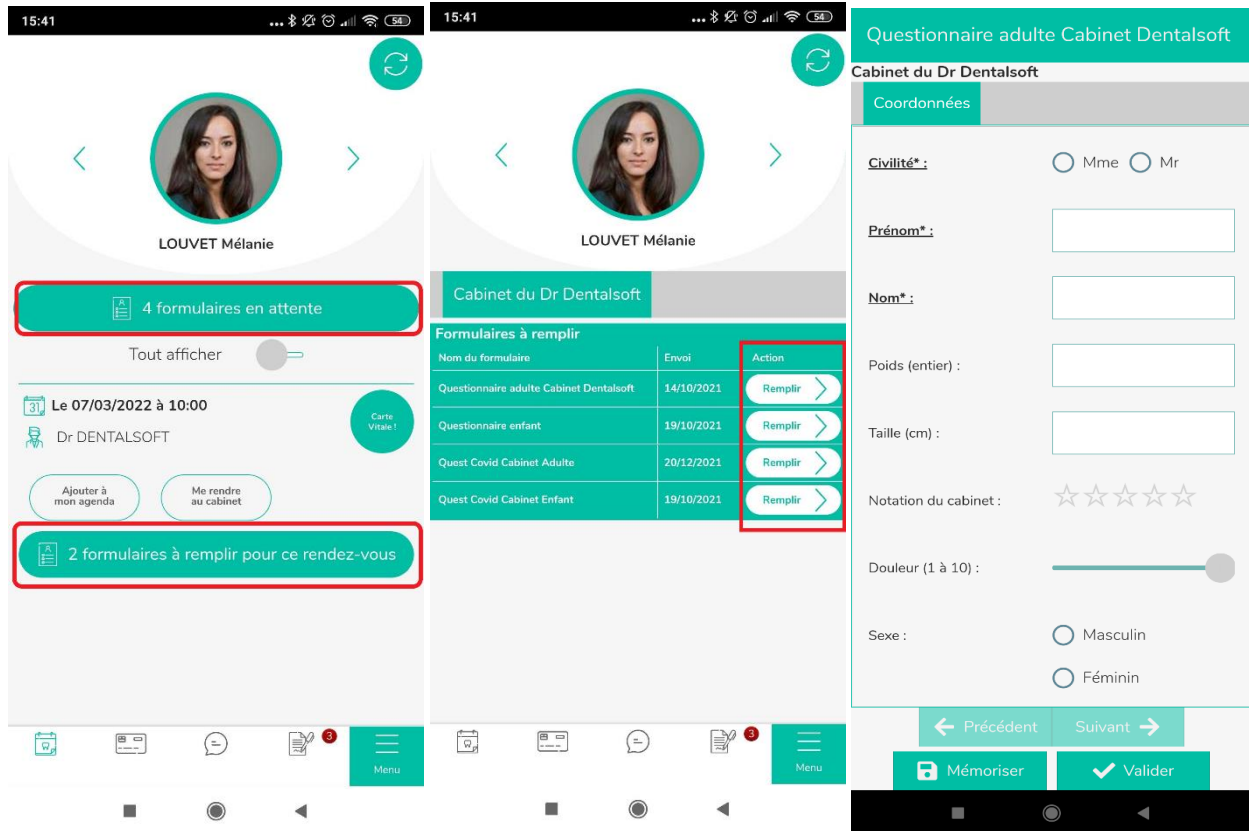 15:41
54
LOUVET Mélanie
4 formulaires en attente
Tout afficher
31
Le 07/03/2022 à 10:00
Dr DENTALSOFT
Carte
Vitale !
Ajouter à
mon agenda
Me rendre
au cabinet
2 formulaires à remplir pour ce rendez-vous
3
Menu
15:41
54
LOUVET Mélanie
Cabinet du Dr Dentalsoft
Formulaires à remplir
Nom du formulaire Envoi Action
Questionnaire adulte Cabinet Dentalsoft 14/10/2021 Remplir
Questionnaire enfant 19/10/2021 Remplir
Quest Covid Cabinet Adulte 20/12/2021 Remplir
Quest Covid Cabinet Enfant 19/10/2021 Remplir
3
Menu
Questionnaire adulte Cabinet Dentalsoft
Cabinet du Dr Dentalsoft
Coordonnées
Civilité* : Mme Mr
Prénom* :
Nom* :
Poids (entier) :
Taille (cm) :
Notation du cabinet :
Douleur (1 à 10) :
Sexe : Masculin
Féminin
Précédent Suivant
Mémoriser Valider